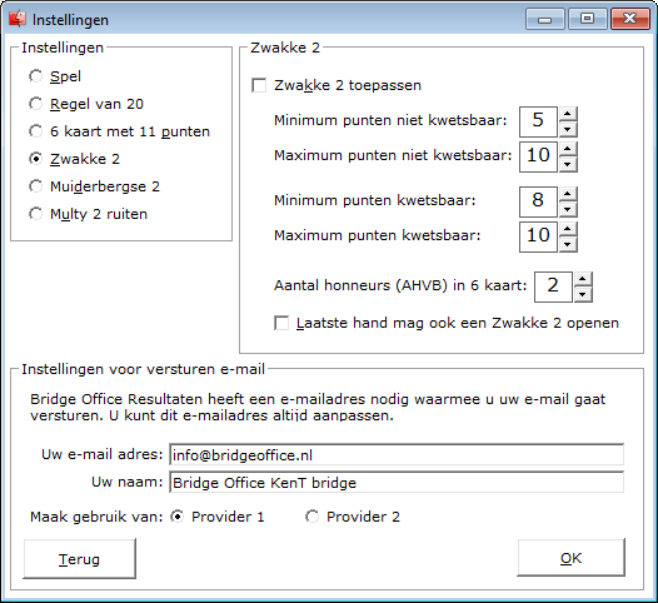 Instellingen
Instellingen
Spel
Regel van 20
6 kaart met 11 punten
Zwakke 2
Muiderbergse 2
Multy 2 ruiten
Zwakke 2
Zwakke 2 toepassen
Minimum punten niet kwetsbaar: 5
Maximum punten niet kwetsbaar: 10
Minimum punten kwetsbaar: 8
Maximum punten kwetsbaar: 10
Aantal honneurs (AHVB) in 6 kaart: 2
Laatste hand mag ook een Zwakke 2 openen
Instellingen voor versturen e-mail
Bridge Office Resultaten heeft een e-mailadres nodig waarmee u uw e-mail gaat
versturen. U kunt dit e-mailadres altijd aanpassen.
Uw e-mail adres: info@bridgeoffice.nl
Uw naam: Bridge Office KenT bridge
Maak gebruik van: Provider 1 Provider 2
Terug OK